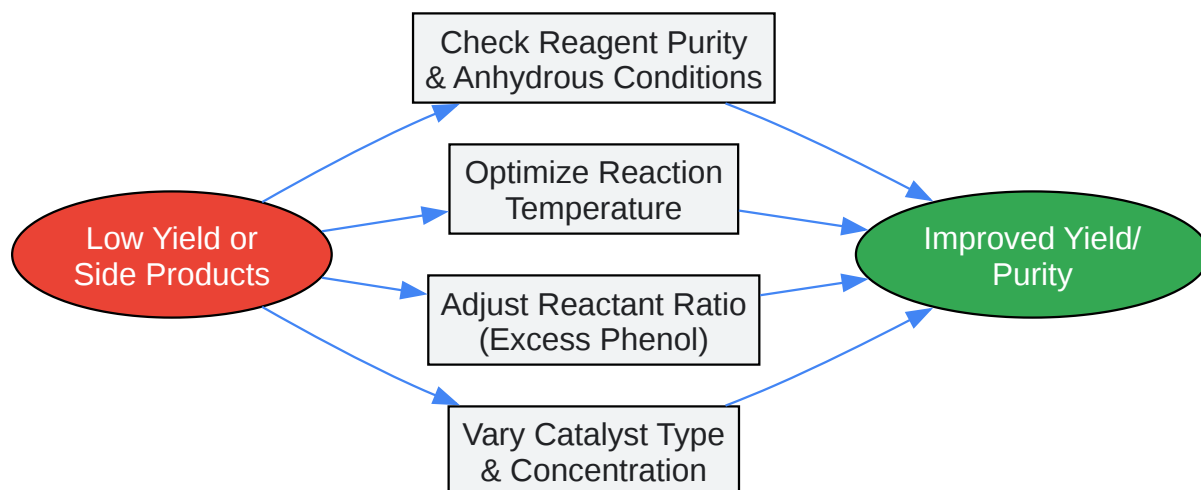 Check Reagent Purity
& Anhydrous Conditions
Optimize Reaction
Temperature
Low Yield or
Side Products
Improved Yield/
Purity
Adjust Reactant Ratio
(Excess Phenol)
Vary Catalyst Type
& Concentration